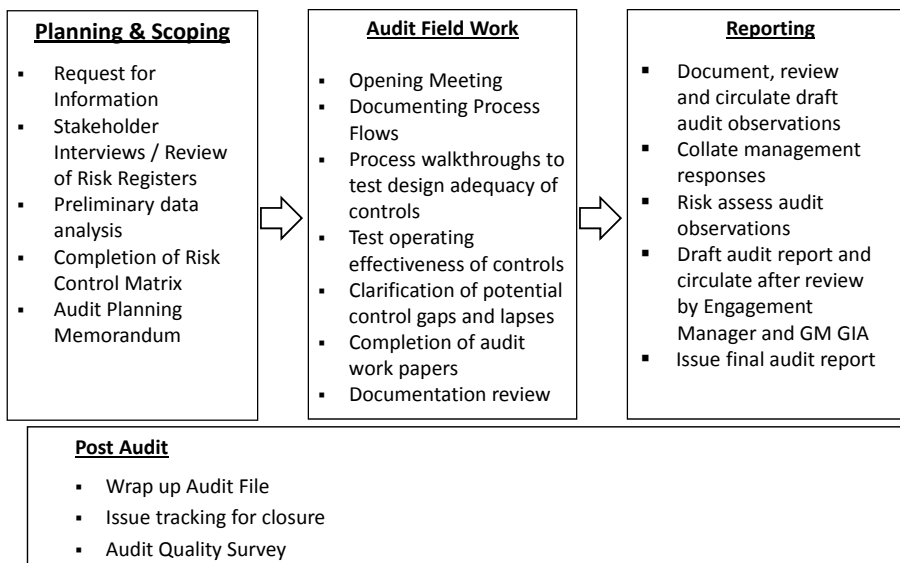 Planning & Scoping
▪ Request for
Information
▪ Stakeholder
Interviews / Review
of Risk Registers
▪ Preliminary data
analysis
▪ Completion of Risk
Control Matrix
▪ Audit Planning
Memorandum
Audit Field Work
▪ Opening Meeting
▪ Documenting Process
Flows
▪ Process walkthroughs to
test design adequacy of
controls
▪ Test operating
effectiveness of controls
▪ Clarification of potential
control gaps and lapses
▪ Completion of audit
work papers
▪ Documentation review
Reporting
▪ Document, review
and circulate draft
audit observations
▪ Collate management
responses
▪ Risk assess audit
observations
▪ Draft audit report and
circulate after review
by Engagement
Manager and GM GIA
▪ Issue final audit report
Post Audit
▪ Wrap up Audit File
▪ Issue tracking for closure
▪ Audit Quality Survey